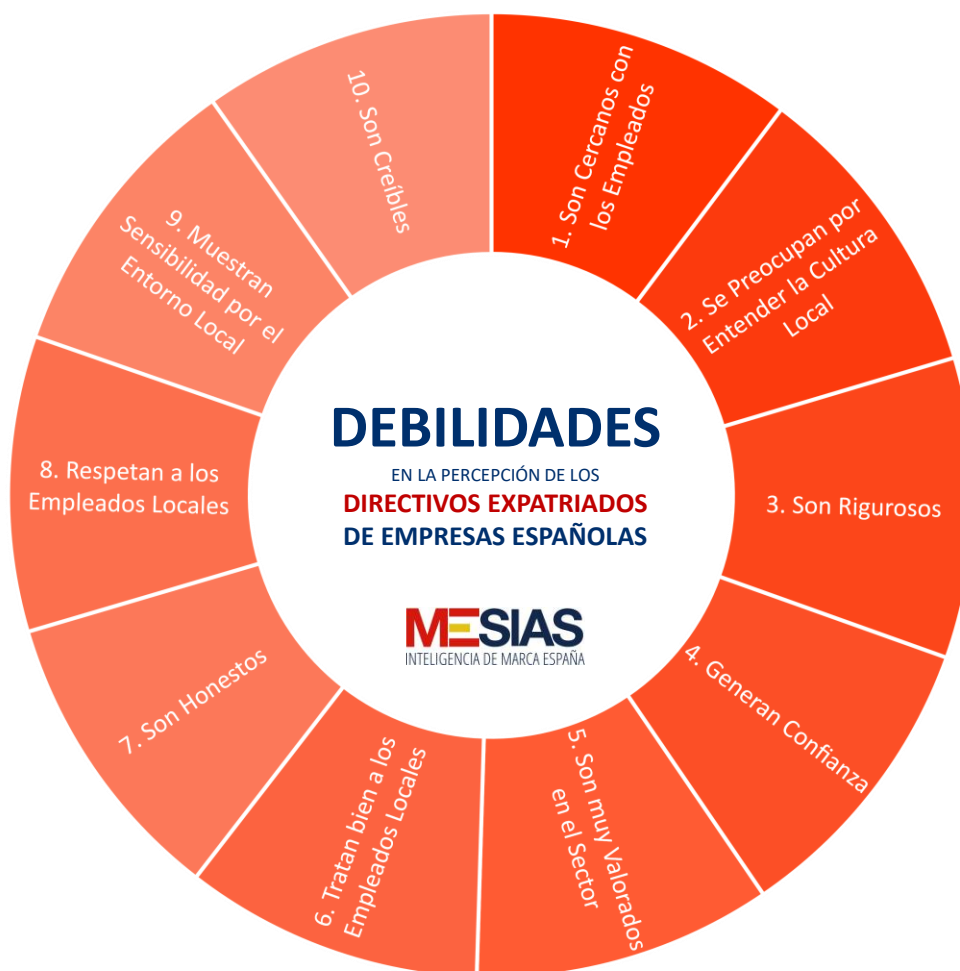 1. Son Cercanos con
los Empleados
2. Se Preocupan por
Entender la Cultura
Local
3. Son Rigurosos
4. Generan Confianza
5. Son muy Valorados
en el Sector
6. Tratan bien a los
Empleados Locales
7. Son Honestos
8. Respetan a los
Empleados Locales
9. Muestran
Sensibilidad por el
Entorno Local
10. Son Creíbles
DEBILIDADES
EN LA PERCEPCIÓN DE LOS
DIRECTIVOS EXPATRIADOS
DE EMPRESAS ESPAÑOLAS
MESIAS
INTELIGENCIA DE MARCA ESPAÑA